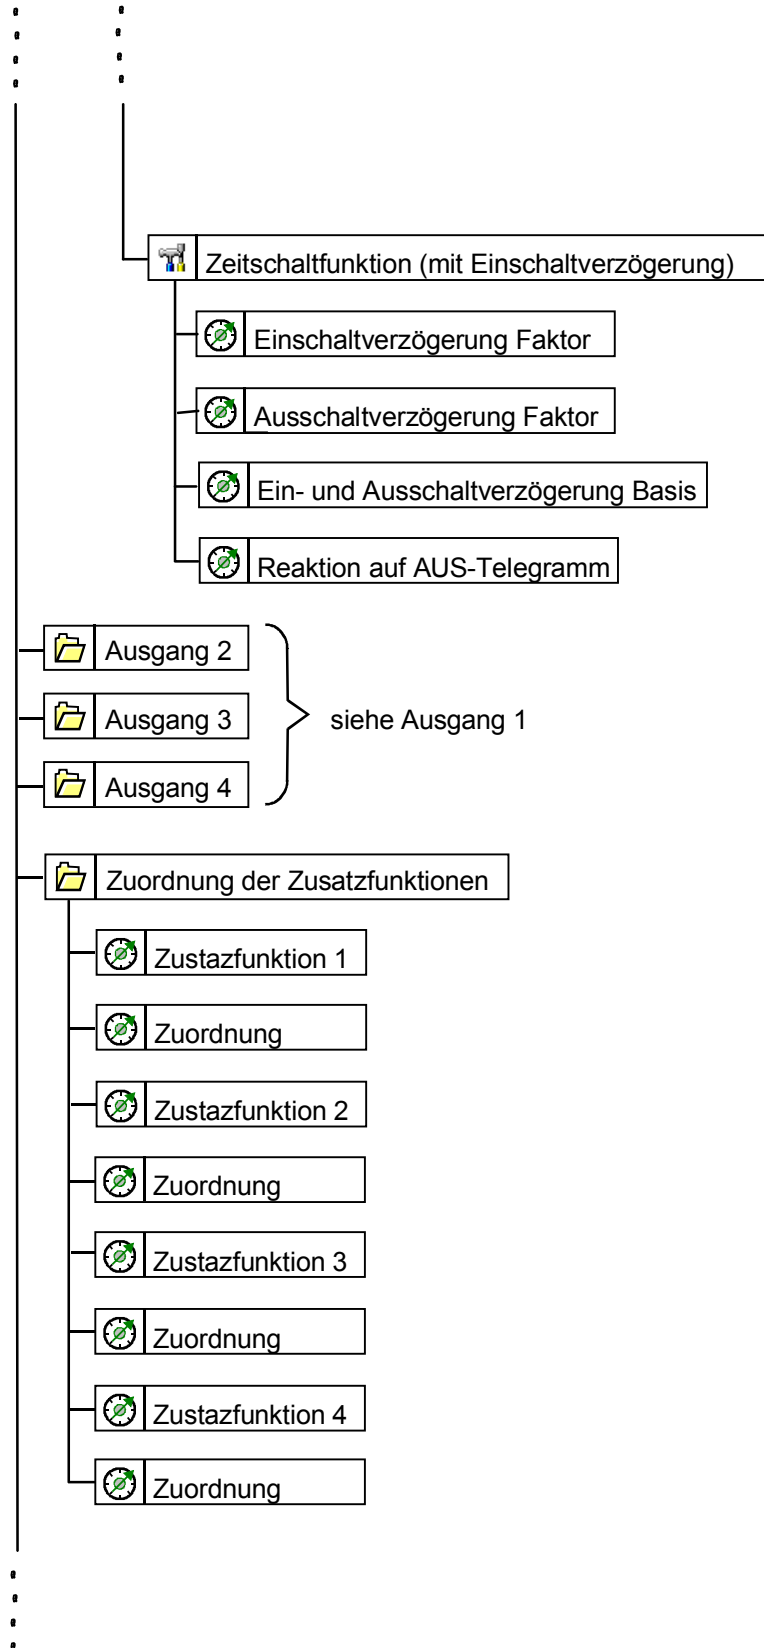 Zeitschaltfunktion (mit Einschaltverzögerung)
Einschaltverzögerung Faktor
Ausschaltverzögerung Faktor
Ein- und Ausschaltverzögerung Basis
Reaktion auf AUS-Telegramm
Ausgang 2
Ausgang 3
siehe Ausgang 1
Ausgang 4
Zuordnung der Zusatzfunktionen
Zustazfunktion 1
Zuordnung
Zustazfunktion 2
Zuordnung
Zustazfunktion 3
Zuordnung
Zustazfunktion 4
Zuordnung